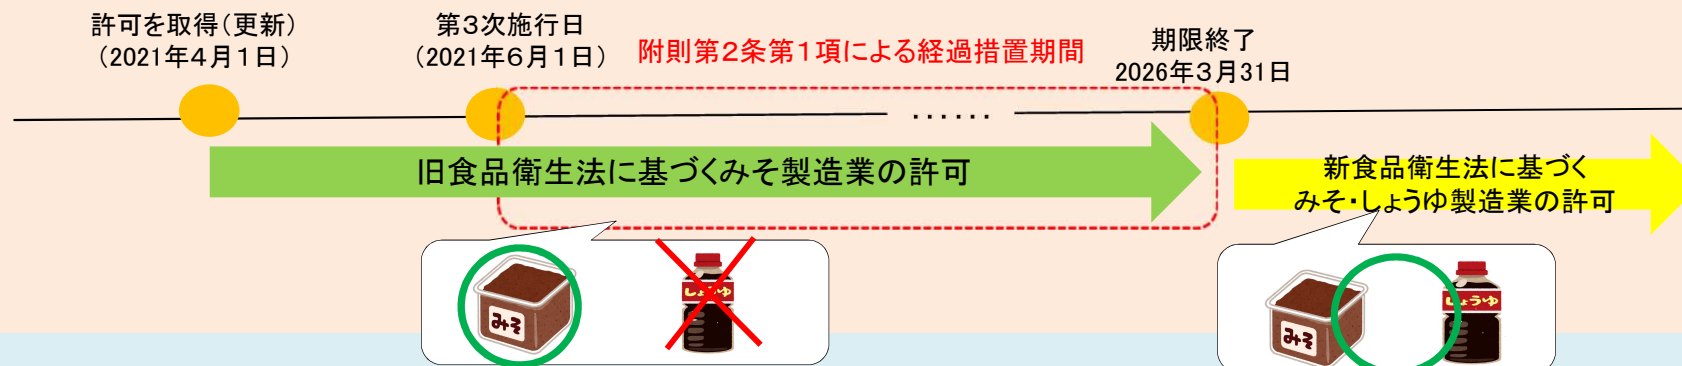 許可を取得(更新)
(2021年4月1日)
第3次施行日
(2021年6月1日)
附則第2条第1項による経過措置期間
期限終了
2026年3月31日
……
旧食品衛生法に基づくみそ製造業の許可
新食品衛生法に基づく
みそ・しょうゆ製造業の許可
みそ
しょうゆ
みそ
しょうゆ